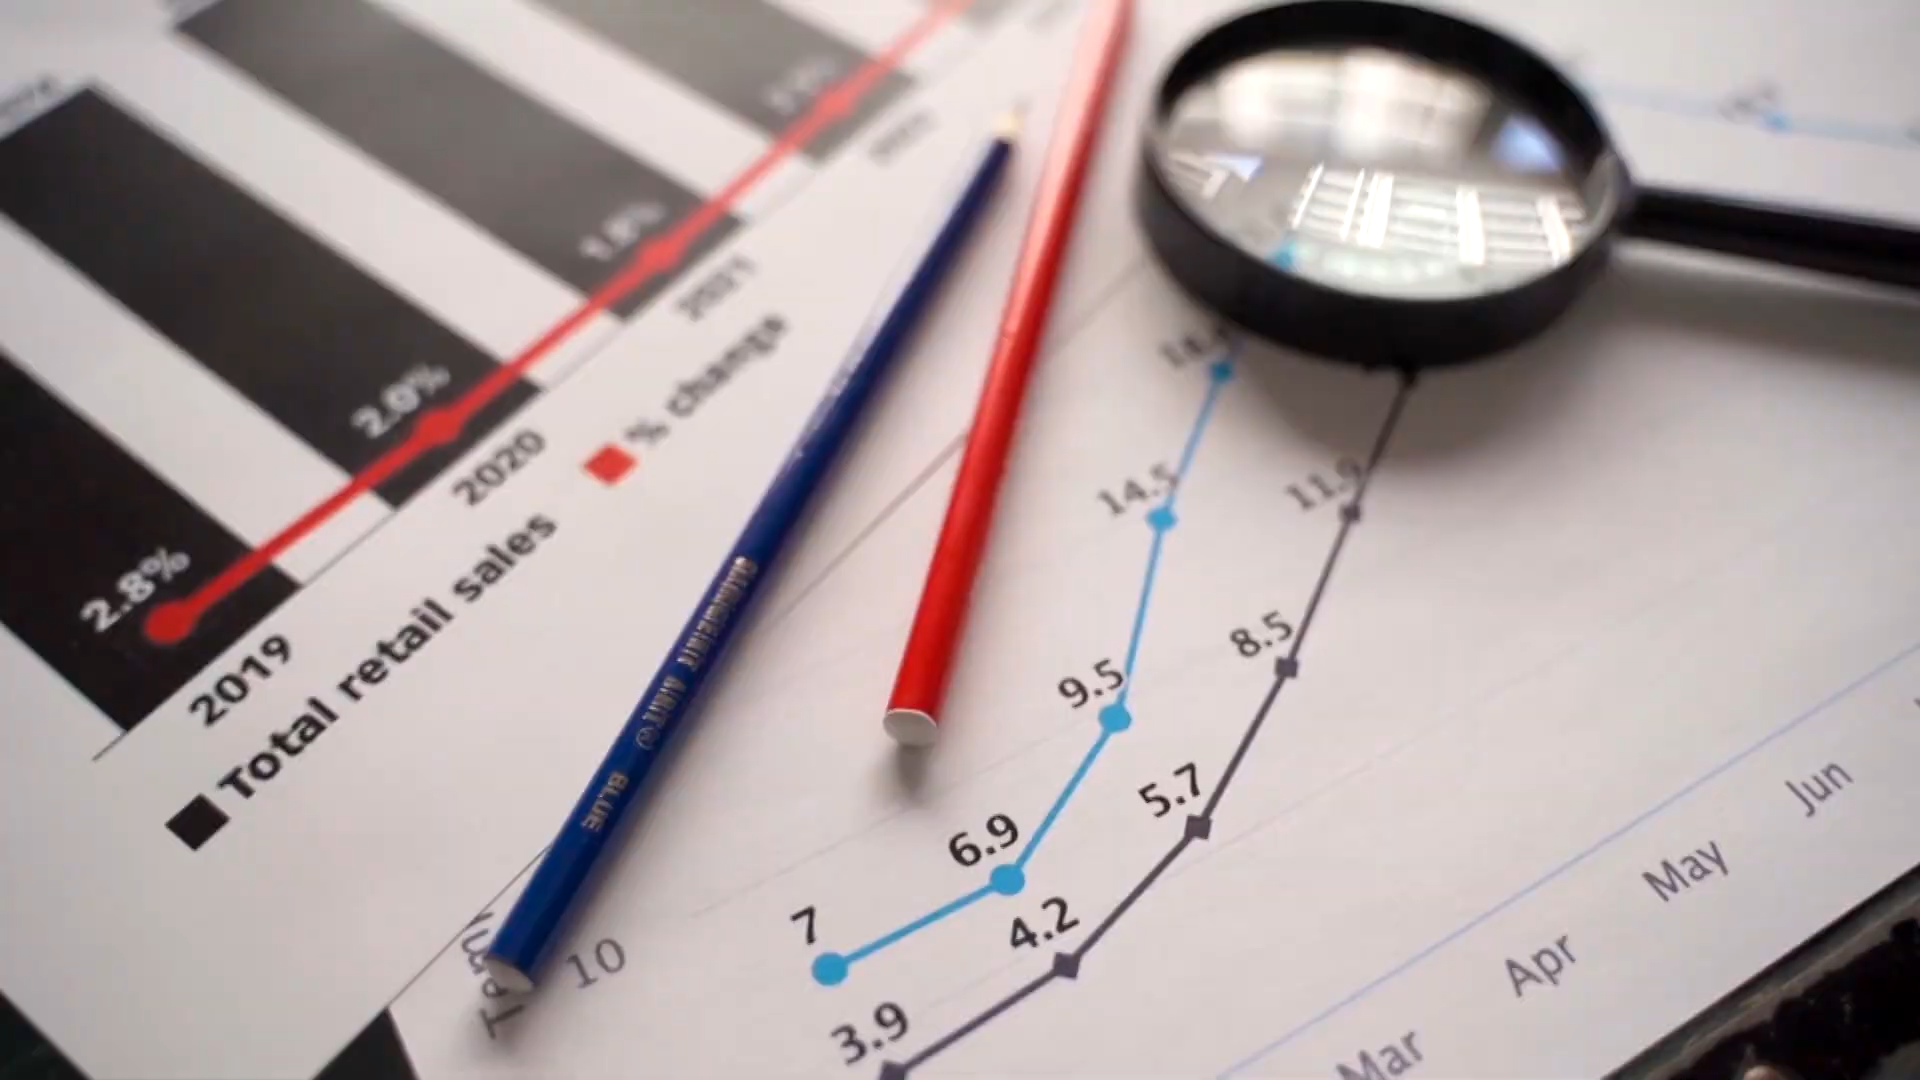 2.8%
2.0%
1.8%
2019
2020
2021
Total retail sales
% change
BLUE
10
7
6.9
9.5
14.5
3.9
4.2
5.7
8.5
11.9
Mar
Apr
May
Jun